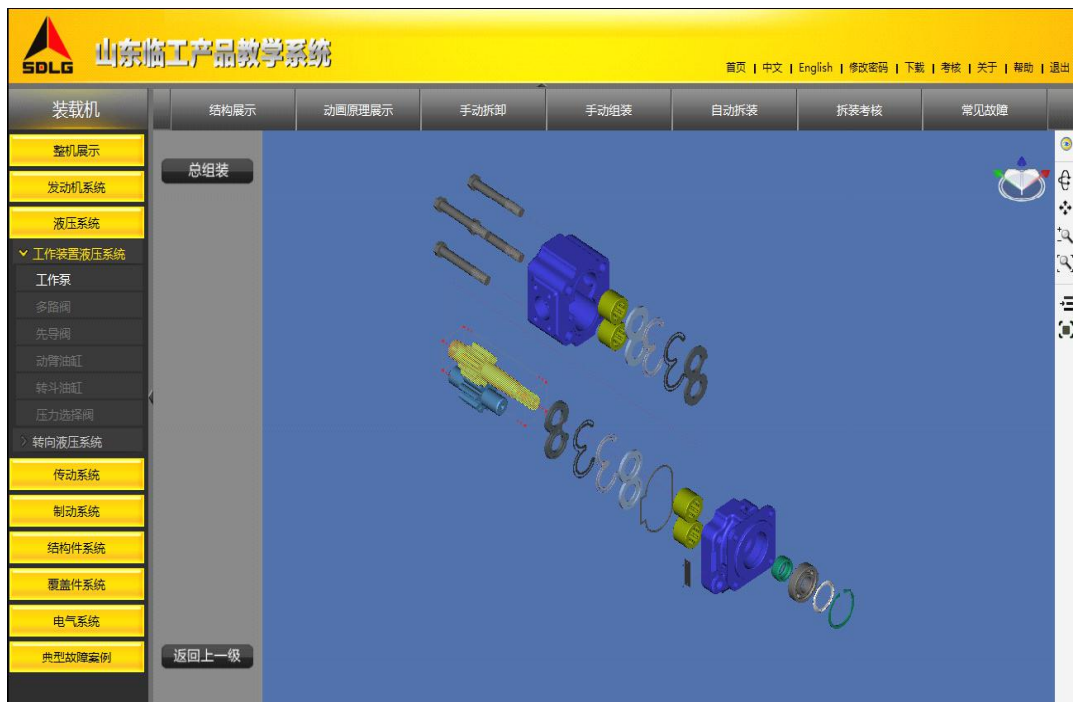 SDLG
山东临工产品教学系统
首页 | 中文 | English | 修改密码 | 下载 | 考核 | 关于 | 帮助 | 退出
装载机
结构展示
动画原理展示
手动拆卸
手动组装
自动拆装
拆装考核
常见故障
整机展示
发动机系统
液压系统
工作装置液压系统
工作泵
多路阀
先导阀
动臂油缸
转斗油缸
压力选择阀
转向液压系统
传动系统
制动系统
结构件系统
覆盖件系统
电气系统
典型故障案例
总组装
返回上一级